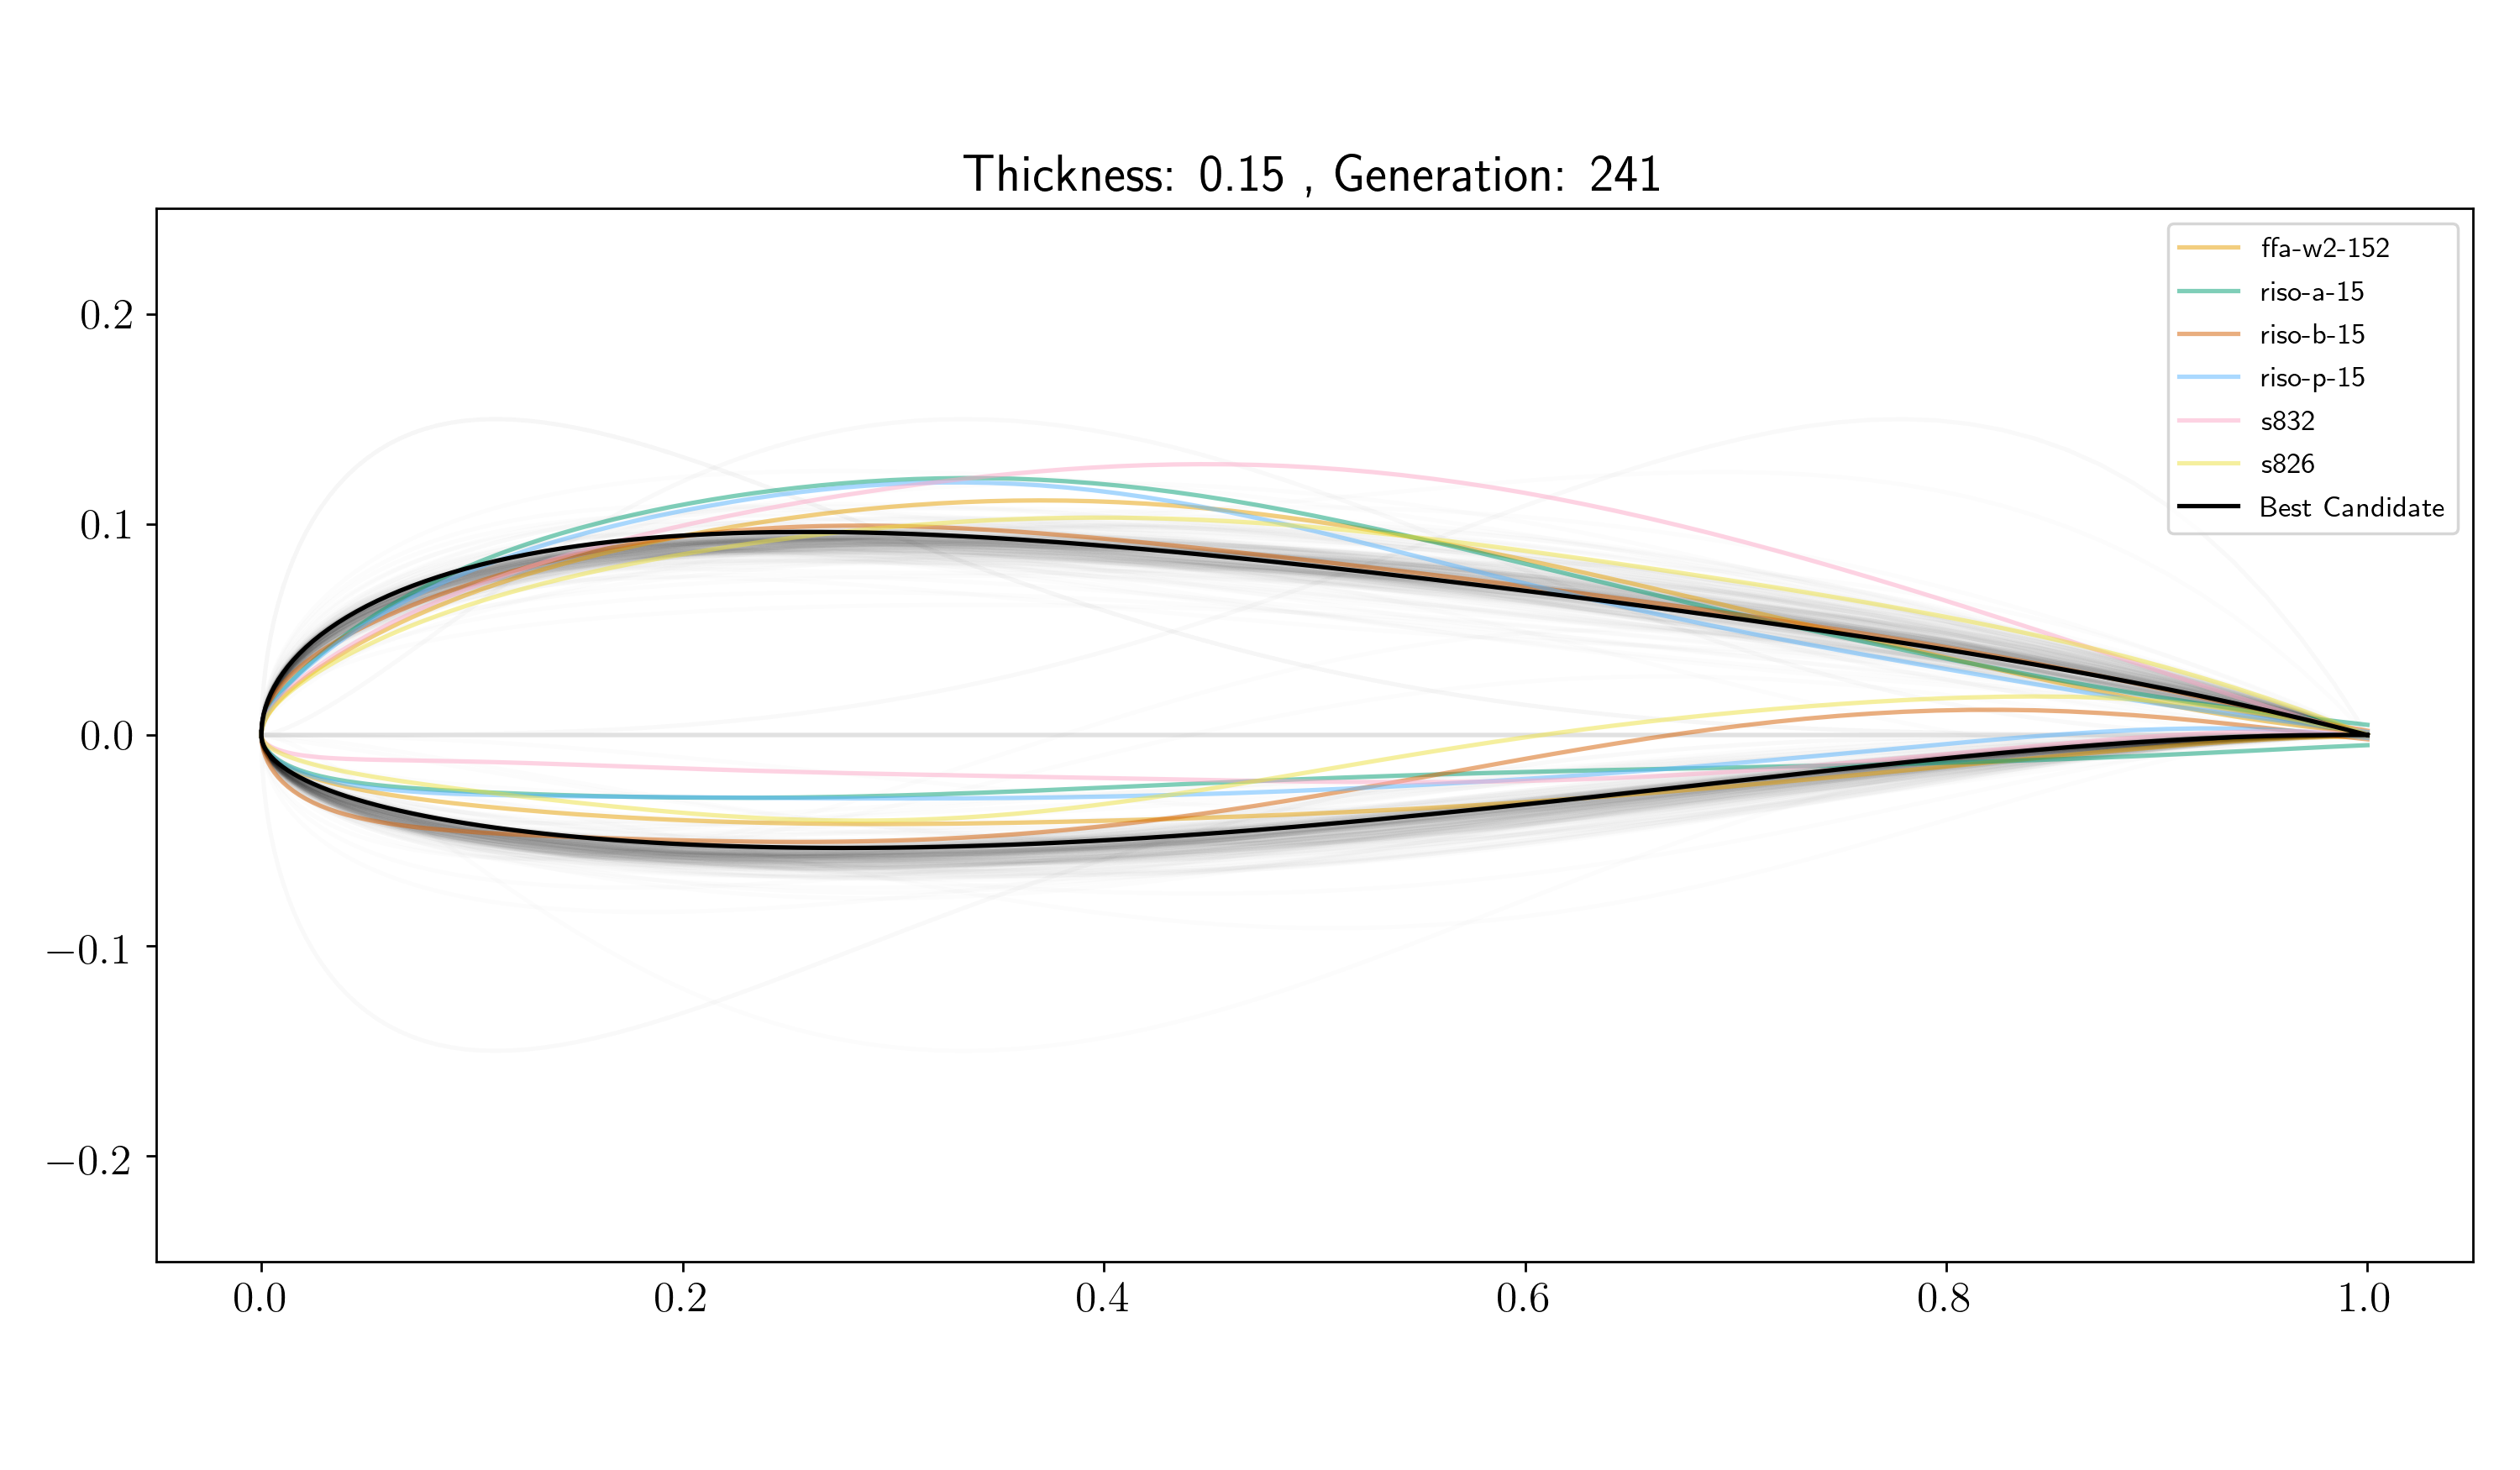 Thickness: 0.15 , Generation: 241
ffa-w2-152
riso-a-15
riso-b-15
riso-p-15
s832
s826
Best Candidate
0.2
0.1
0.0
−0.1
−0.2
0.0 0.2 0.4 0.6 0.8 1.0